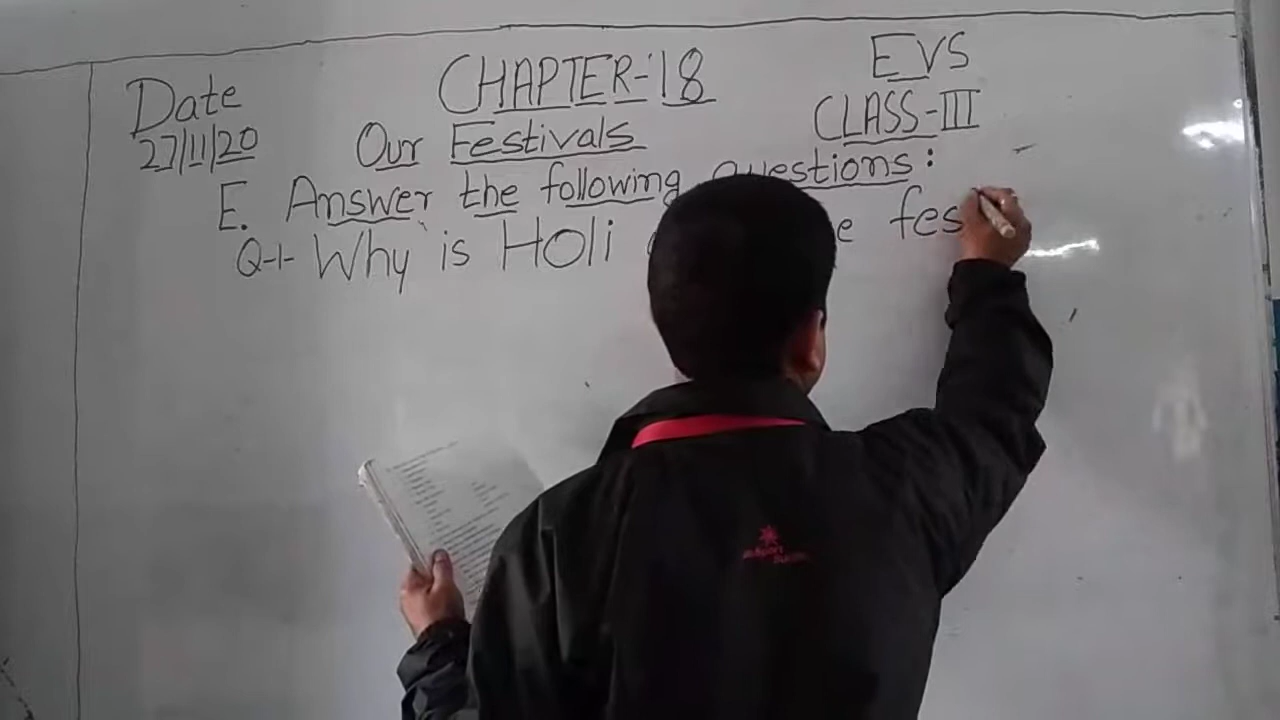 EVS
CHAPTER-18
Date
CLASS-III
27/11/20
Our Festivals
E. Answer the following questions:
Q-1- Why is Holi fes